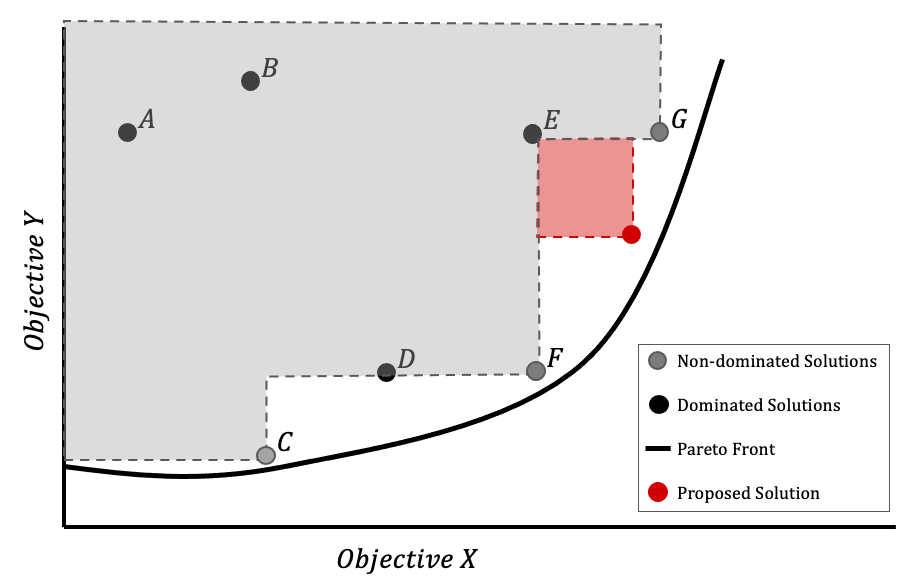 B
A
E
G
Objective Y
D
F
C
Non-dominated Solutions
Dominated Solutions
Pareto Front
Proposed Solution
Objective X